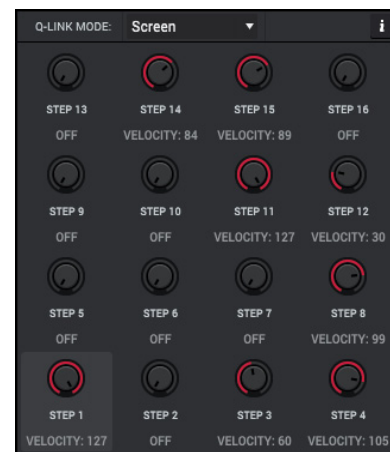 Q-LINK MODE: Screen i
STEP 13 STEP 14 STEP 15 STEP 16
OFF VELOCITY: 84 VELOCITY: 89 OFF
STEP 9 STEP 10 STEP 11 STEP 12
OFF OFF VELOCITY: 127 VELOCITY: 30
STEP 5 STEP 6 STEP 7 STEP 8
OFF OFF OFF VELOCITY: 99
STEP 1 STEP 2 STEP 3 STEP 4
VELOCITY: 127 OFF VELOCITY: 60 VELOCITY: 105